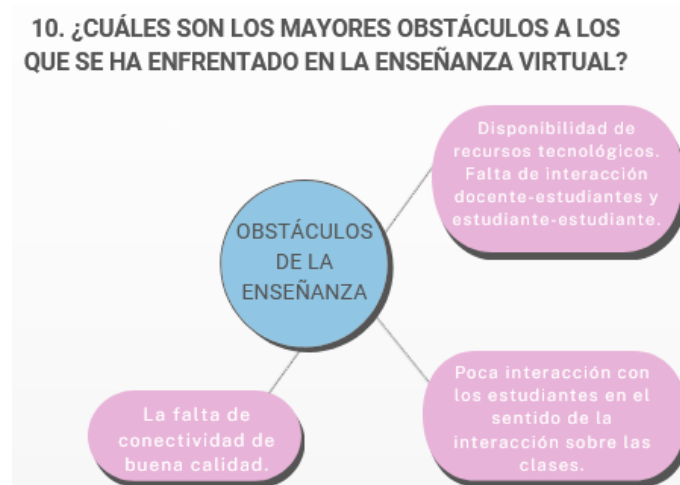 10. ¿CUÁLES SON LOS MAYORES OBSTÁCULOS A LOS
QUE SE HA ENFRENTADO EN LA ENSEÑANZA VIRTUAL?
Disponibilidad de
recursos tecnológicos.
Falta de interacción
docente-estudiantes y
estudiante-estudiante.
OBSTÁCULOS
DE LA
ENSEÑANZA
Poca interacción con
los estudiantes en el
sentido de la
interacción sobre las
clases.
La falta de
conectividad de
buena calidad.